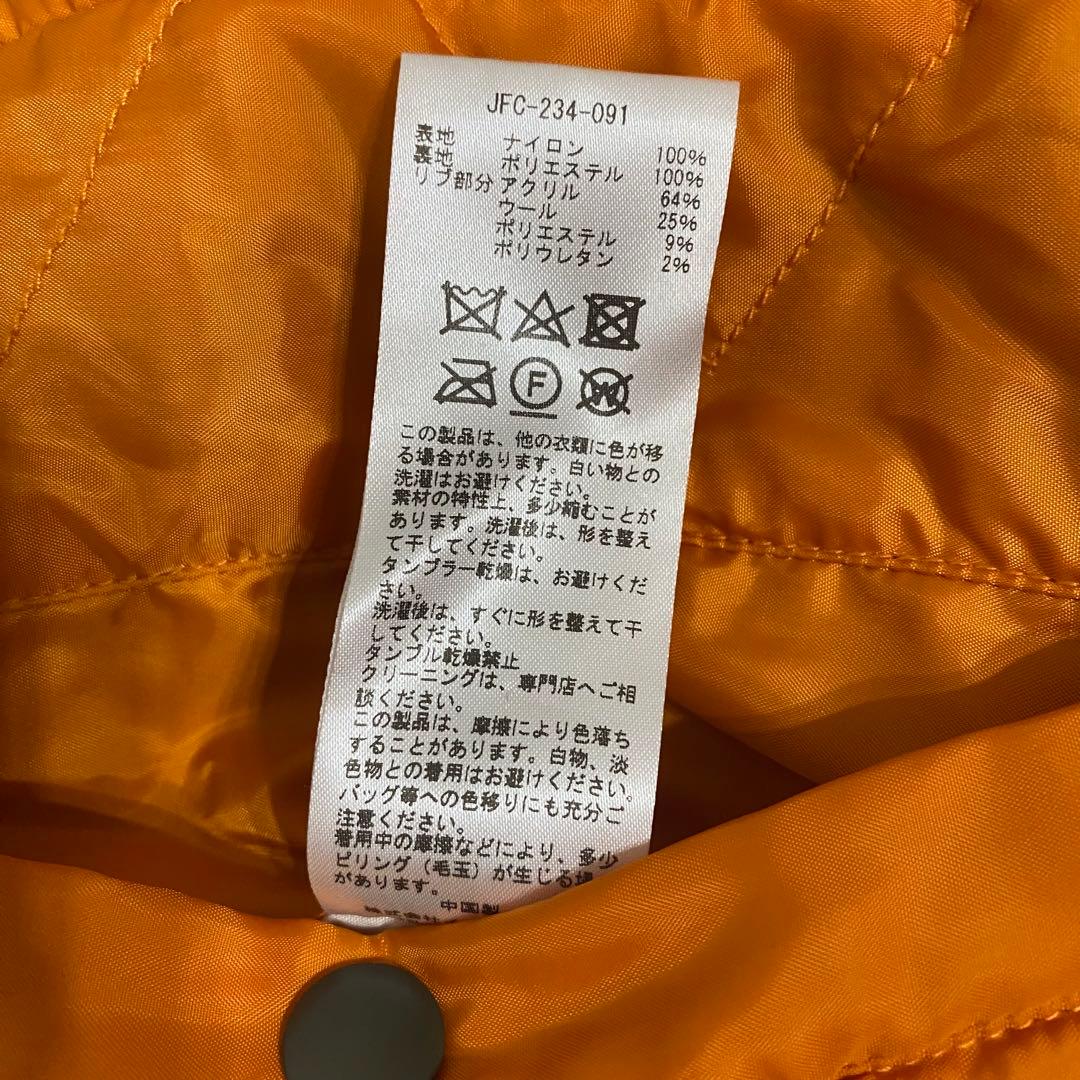 JFC-234-091
表地 ナイロン 100%
裏地 ポリエステル 100%
リブ部分 アクリル 64%
ウール 25%
ポリエステル 9%
ポリウレタン 2%
F W
この製品は、他の衣類に色が移
る場合があります。白い物との
洗濯はお避けください。
素材の特性上、多少縮むことが
あります。洗濯後は、形を整え
て干してください。
タンブラー乾燥は、お避けくだ
さい。
洗濯後は、すぐに形を整えて干
してください。
タンブル乾燥禁止
クリーニングは、専門店へご相
談ください。
この製品は、摩擦により色落ち
することがあります。白物、淡
色物との着用はお避けください。
バッグ等への色移りにも充分ご
注意ください。
着用中の摩擦などにより、多少
ピリング（毛玉）が生じる場
があります。
中国製
株式会社